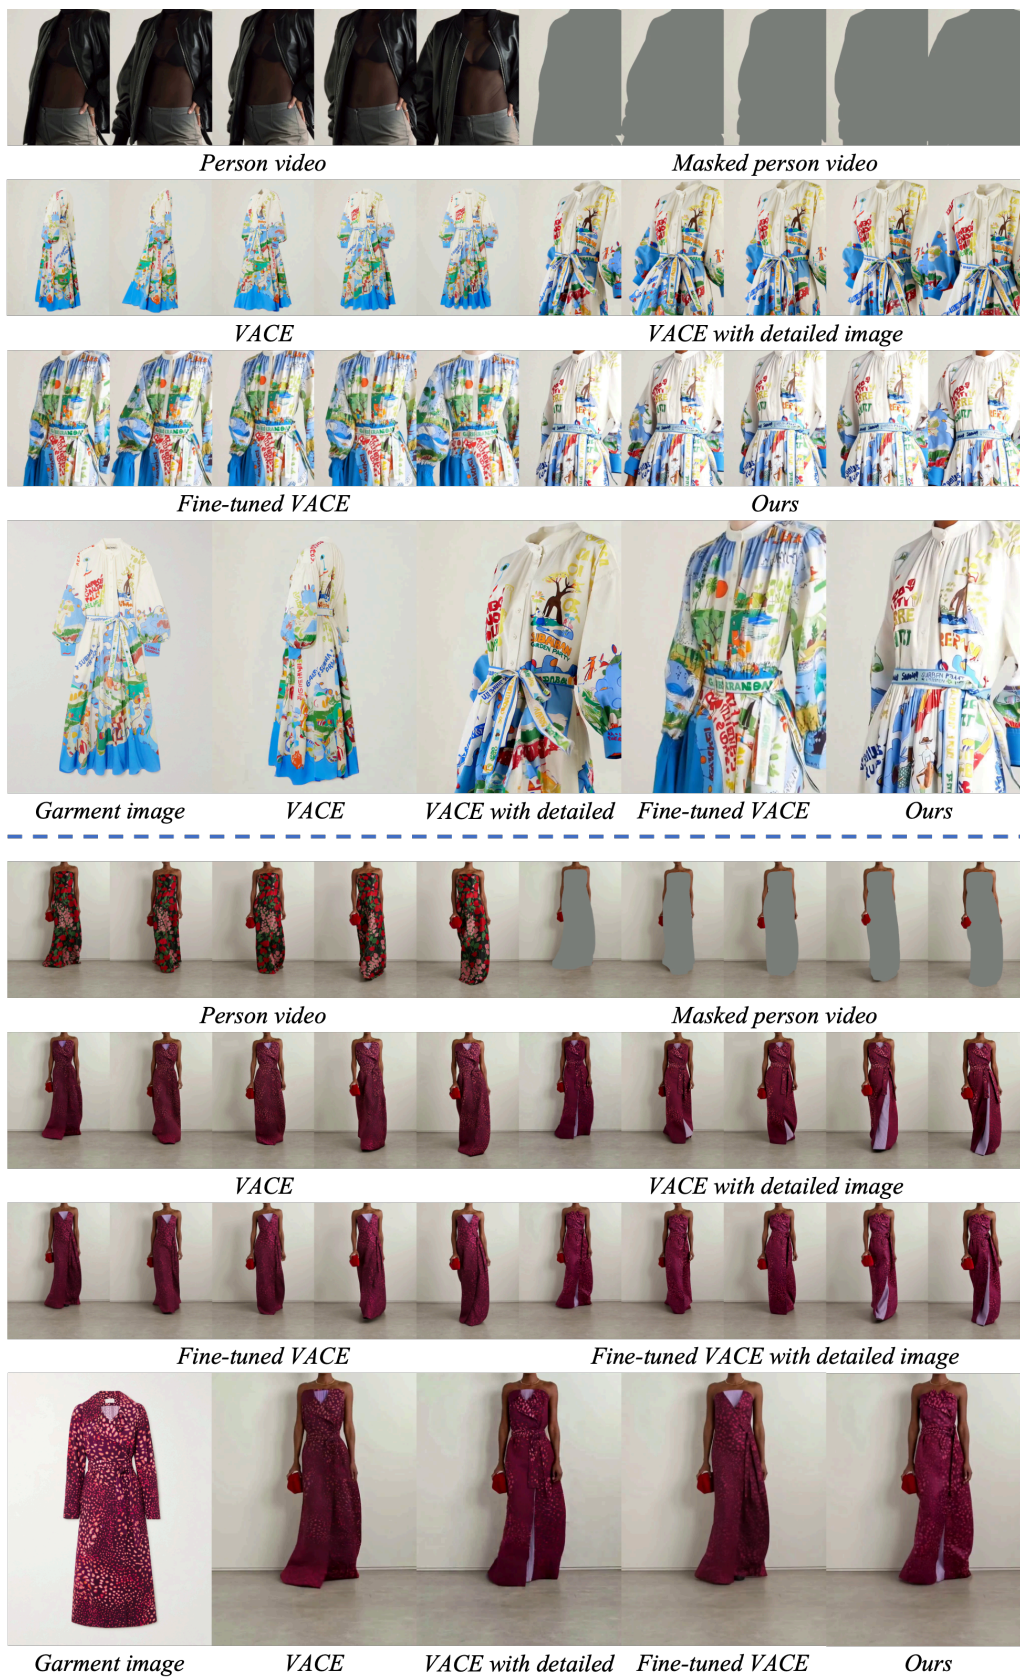 Person video Masked person video
VACE VACE with detailed image
Fine-tuned VACE Ours
Garment image VACE VACE with detailed Fine-tuned VACE Ours
Person video Masked person video
VACE VACE with detailed image
Fine-tuned VACE Fine-tuned VACE with detailed image
Garment image VACE VACE with detailed Fine-tuned VACE Ours